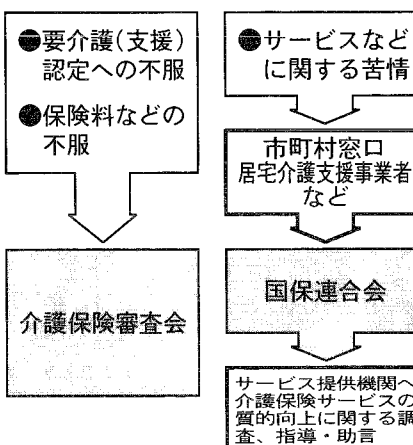 ●要介護(支援)
認定への不服
●保険料などの
不服
介護保険審査会
●サービスなど
に関する苦情
市町村窓口
居宅介護支援事業者
など
国保連合会
サービス提供機関へ
介護保険サービスの
質的向上に関する調
査、指導・助言